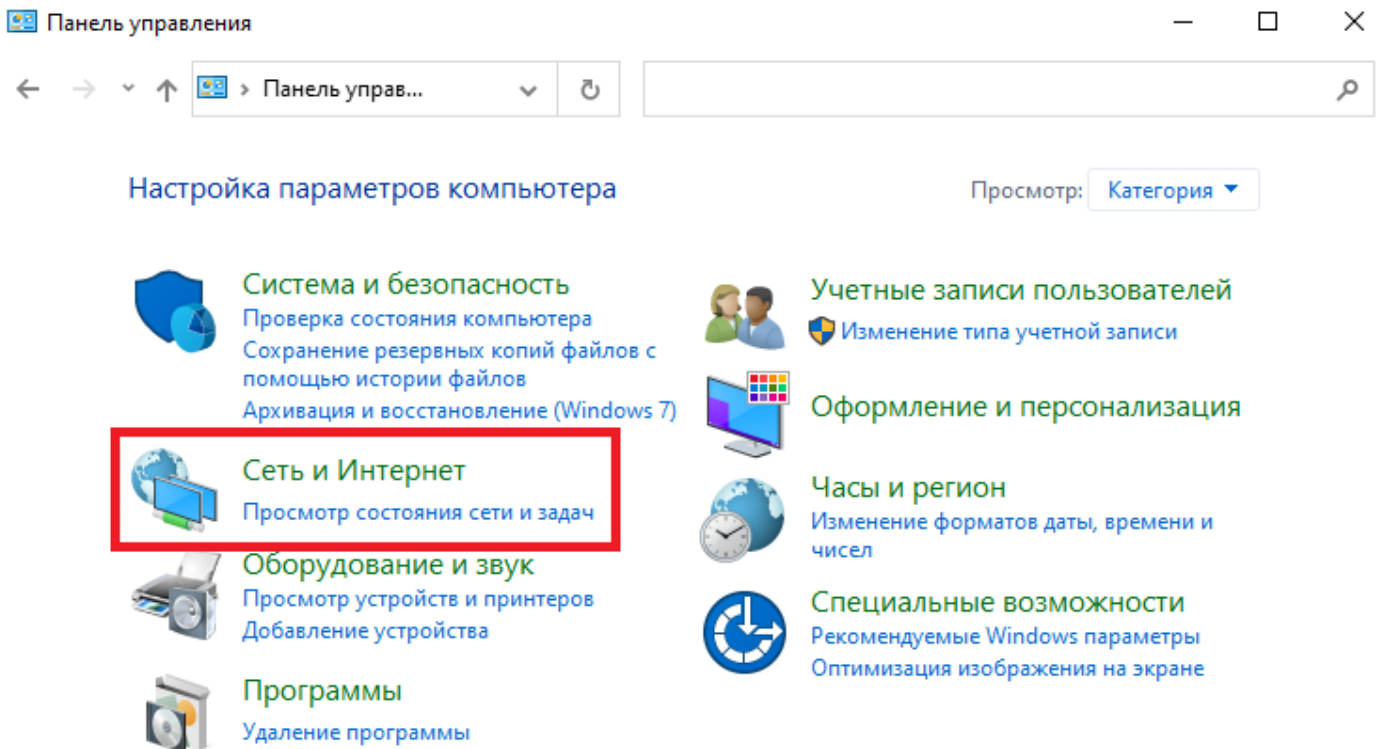 Панель управления
Панель управ...
Настройка параметров компьютера
Просмотр: Категория
Система и безопасность
Проверка состояния компьютера
Сохранение резервных копий файлов с
помощью истории файлов
Архивация и восстановление (Windows 7)
Сеть и Интернет
Просмотр состояния сети и задач
Оборудование и звук
Просмотр устройств и принтеров
Добавление устройства
Программы
Удаление программы
Учетные записи пользователей
Изменение типа учетной записи
Оформление и персонализация
Часы и регион
Изменение форматов даты, времени и
чисел
Специальные возможности
Рекомендуемые Windows параметры
Оптимизация изображения на экране